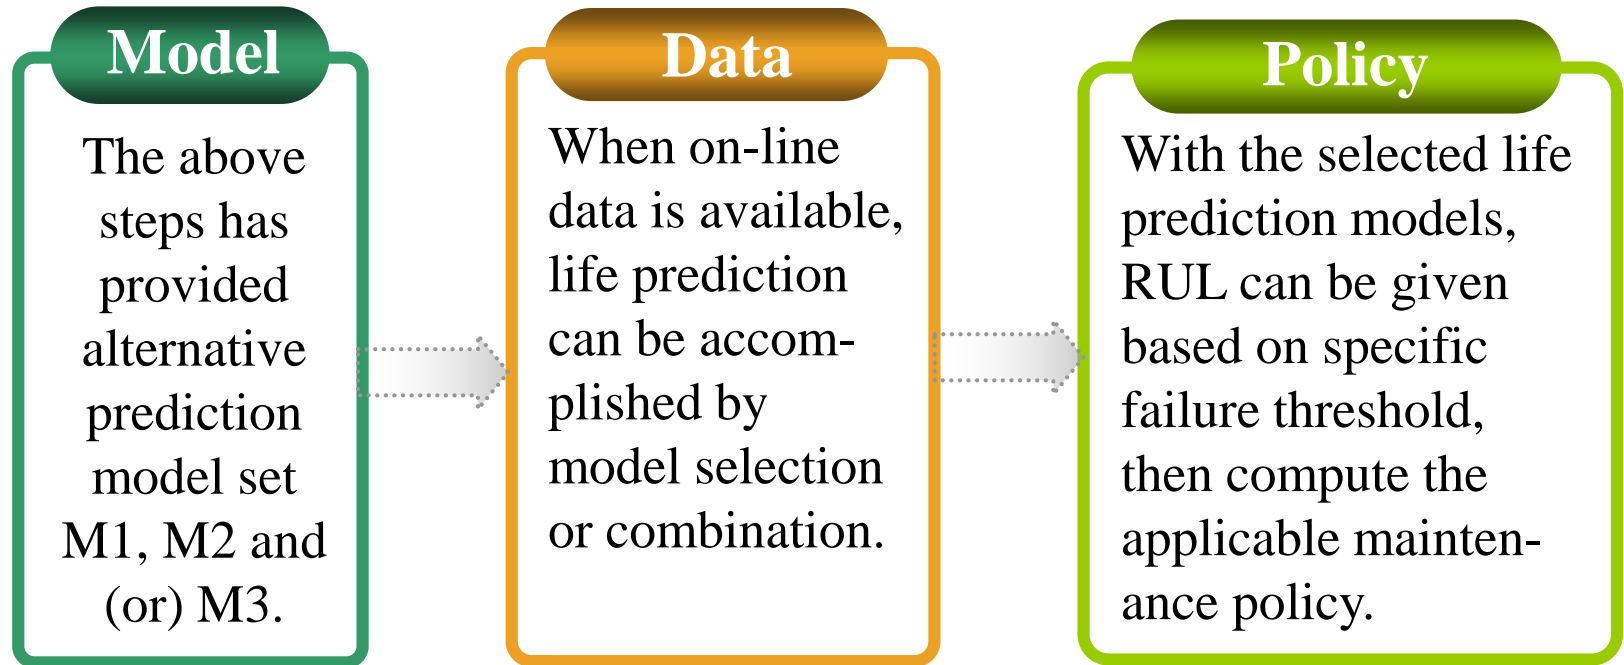 Model
The above
steps has
provided
alternative
prediction
model set
M1, M2 and
(or) M3.
Data
When on-line
data is available,
life prediction
can be accom-
plished by
model selection
or combination.
Policy
With the selected life
prediction models,
RUL can be given
based on specific
failure threshold,
then compute the
applicable mainten-
ance policy.